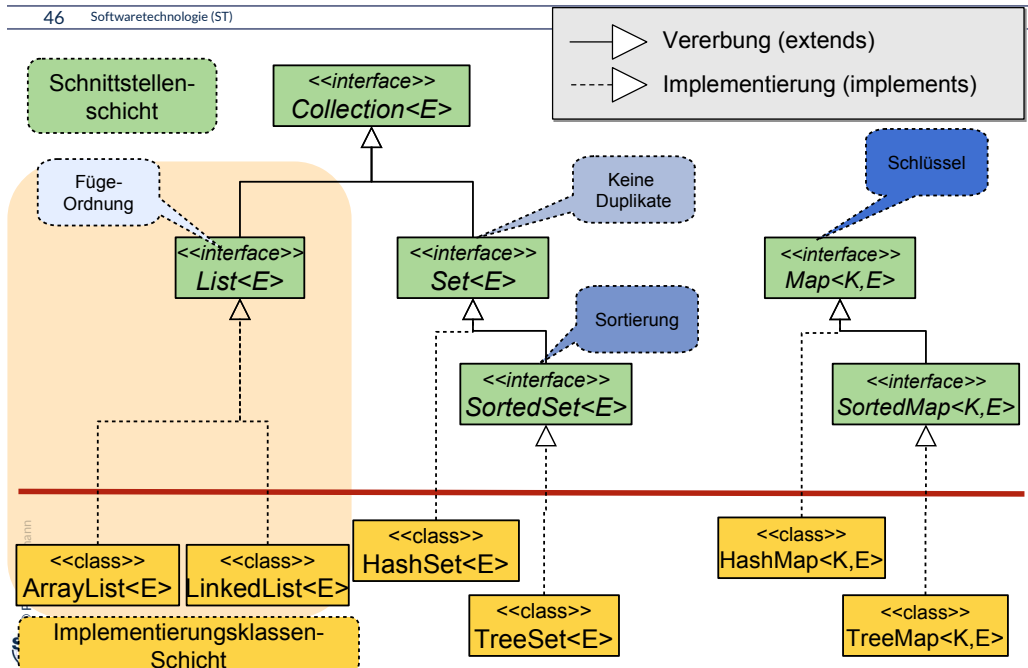 46 Softwaretechnologie (ST)
Vererbung (extends)
Implementierung (implements)
Schnittstellen-
schicht
<<interface>>
Collection<E>
Füge-
Ordnung
Keine
Duplikate
Schlüssel
<<interface>>
List<E>
<<interface>>
Set<E>
<<interface>>
Map<K,E>
Sortierung
<<interface>>
SortedSet<E>
<<interface>>
SortedMap<K,E>
<<class>>
ArrayList<E>
<<class>>
LinkedList<E>
<<class>>
HashSet<E>
<<class>>
HashMap<K,E>
<<class>>
TreeSet<E>
<<class>>
TreeMap<K,E>
Implementierungsklassen-
Schicht